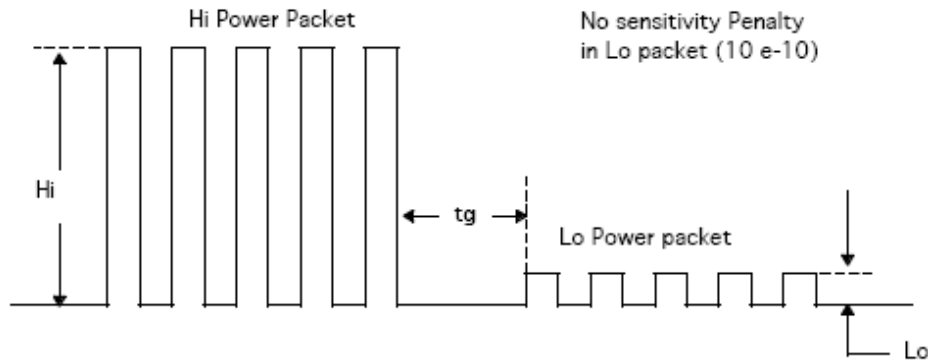 Hi Power Packet
No sensitivity Penalty
in Lo packet (10 e-10)
Hi
tg
Lo Power packet
Lo